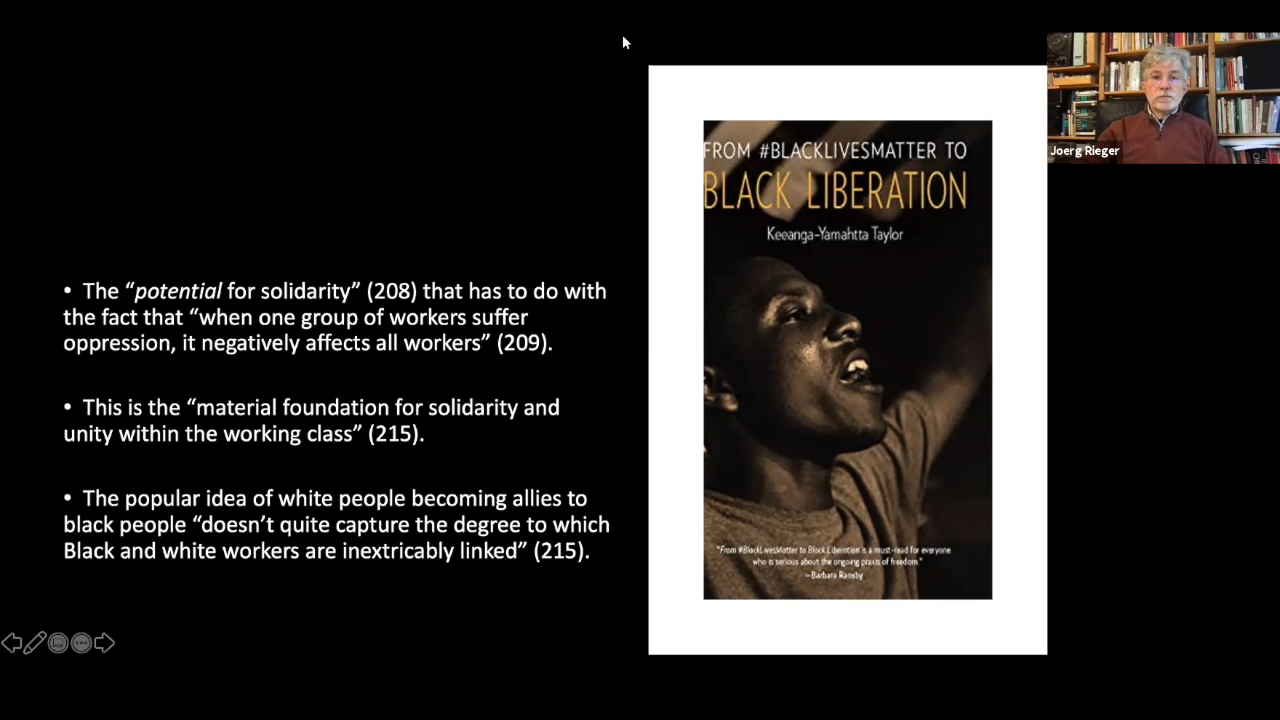 • The “potential for solidarity” (208) that has to do with
the fact that “when one group of workers suffer
oppression, it negatively affects all workers” (209).
• This is the “material foundation for solidarity and
unity within the working class” (215).
• The popular idea of white people becoming allies to
black people “doesn’t quite capture the degree to which
Black and white workers are inextricably linked” (215).
FROM #BLACKLIVESMATTER TO
BLACK LIBERATION
Keeanga-Yamahtta Taylor
"From #BlackLivesMatter to Black Liberation is a must-read for everyone
who is serious about the ongoing praxis of freedom."
—Barbara Ransby
Joerg Rieger